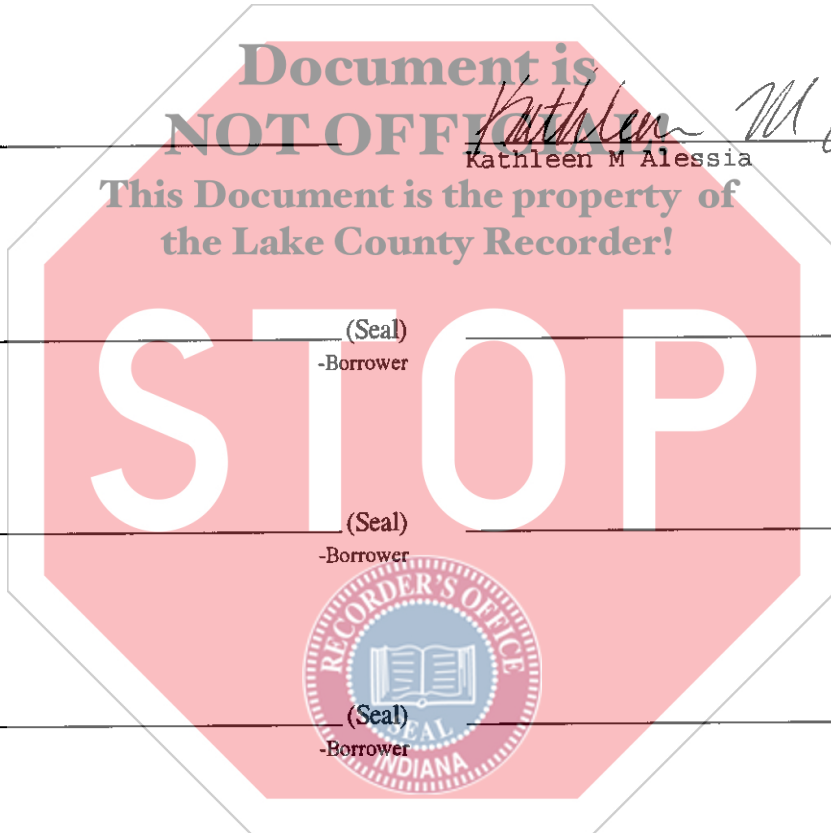 Document is
NOT OFFICIAL
Kathleen M
Kathleen M Alessia
This Document is the property of
the Lake County Recorder!
STOP
(Seal)
-Borrower
(Seal)
-Borrower
RECORDER'S OFFICE
(Seal)
-Borrower
SEAL
INDIANA